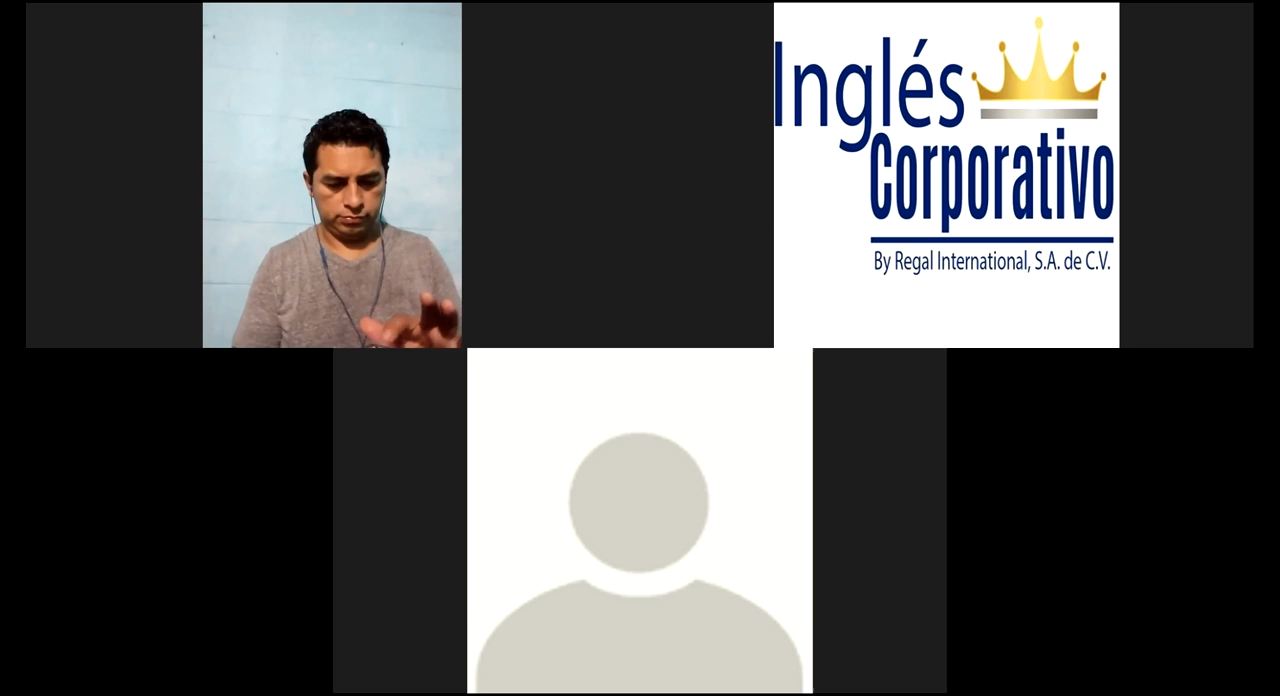 Inglés
Corporativo
By Regal International, S.A. de C.V.